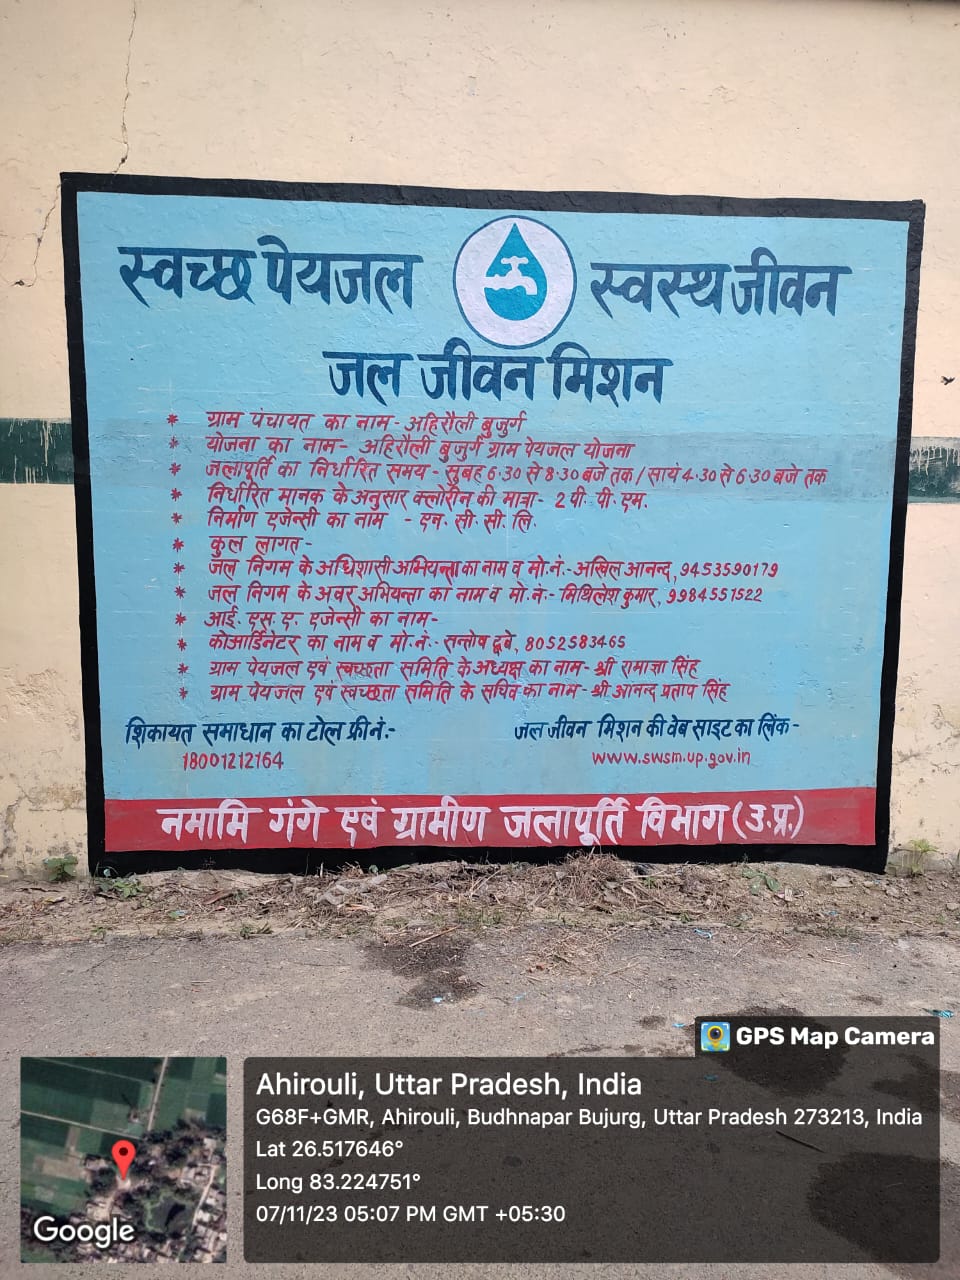 स्वच्छ पेयजल स्वस्थ जीवन
जल जीवन मिशन
* ग्राम पंचायत का नाम- अहिरौली बुजुर्ग
* योजना का नाम- अहिरौली बुजुर्ग ग्राम पेयजल योजना
* जलापूर्ति का निर्धारित समय - सुबह 6.30 से 8.30 बजे तक / सायं 4.30 से 6.30 बजे तक
* निर्धारित मानक के अनुसार क्लोरीन की मात्रा- 2 पी. पी. एम.
* निर्माण एजेन्सी का नाम - एन. सी. सी. लि.
* कुल लागत-
* जल निगम के अधिशासी अभियन्ता का नाम व मो.नं.- अखिल आनन्द, 9453590179
* जल निगम के अवर अभियन्ता का नाम व मो. नं.- मिथिलेश कुमार, 9984551522
* आई. एस. ए. एजेन्सी का नाम-
* कोआर्डिनेटर का नाम व मो.नं.- सन्तोष दूबे, 8052583465
* ग्राम पेयजल एवं स्वच्छता समिति के अध्यक्ष का नाम- श्री रामाज्ञा सिंह
* ग्राम पेयजल एवं स्वच्छता समिति के सचिव का नाम- श्री आनन्द प्रताप सिंह
शिकायत समाधान का टोल फ्री नं.:- जल जीवन मिशन की वेब साइट का लिंक-
18001212164 www.swsm.up.gov.in
नमामि गंगे एवं ग्रामीण जलापूर्ति विभाग (उ.प्र.)
GPS Map Camera
Ahirouli, Uttar Pradesh, India
G68F+GMR, Ahirouli, Budhnapar Bujurg, Uttar Pradesh 273213, India
Lat 26.517646°
Long 83.224751°
07/11/23 05:07 PM GMT +05:30
Google